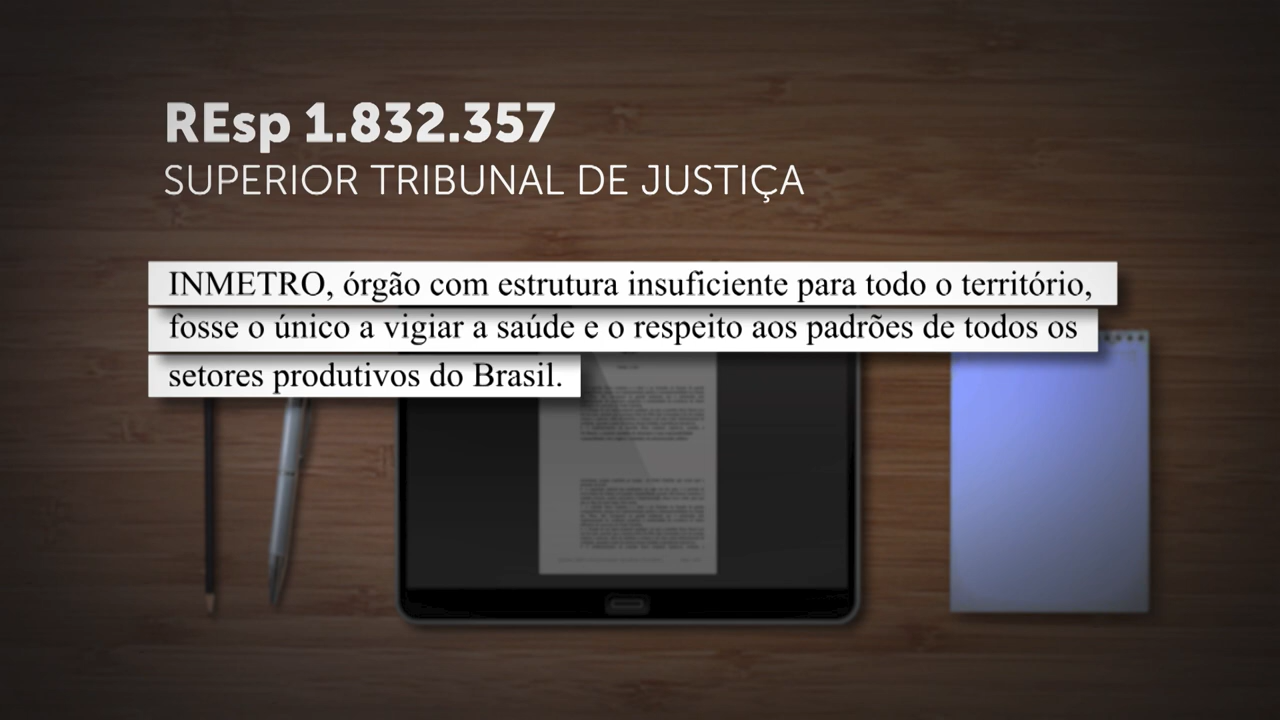 REsp 1.832.357
SUPERIOR TRIBUNAL DE JUSTIÇA
INMETRO, órgão com estrutura insuficiente para todo o território,
fosse o único a vigiar a saúde e o respeito aos padrões de todos os
setores produtivos do Brasil.